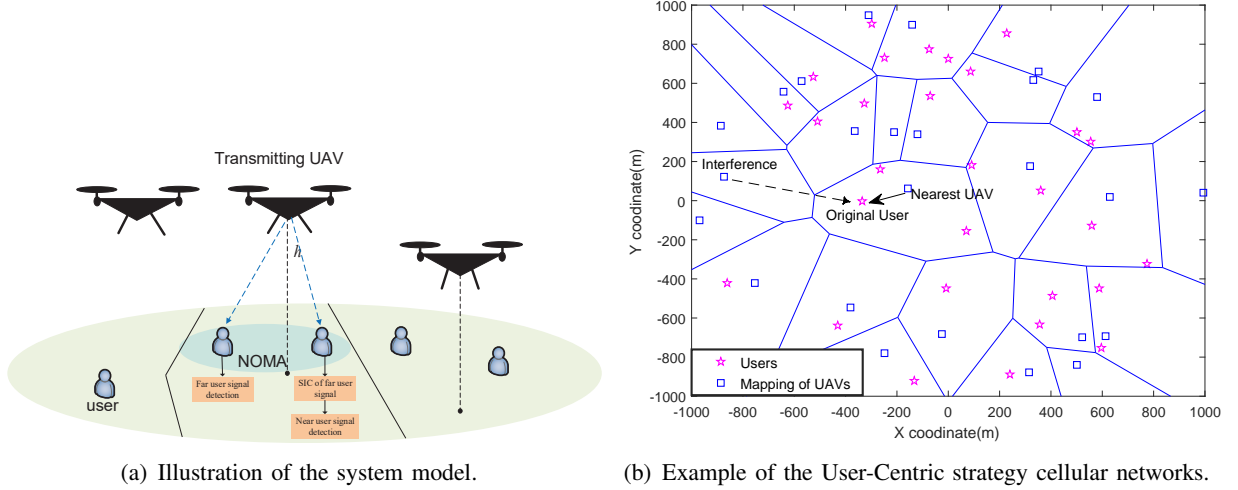 Transmitting UAV
h
NOMA
user
Far user signal
detection
SIC of far user
signal
Near user signal
detection
(a) Illustration of the system model.
1000
800
600
400
200
0
-200
-400
-600
-800
-1000
Y coodinate(m)
Interference
Nearest UAV
Original User
Users
Mapping of UAVs
-1000 -800 -600 -400 -200 0 200 400 600 800 1000
X coodinate(m)
(b) Example of the User-Centric strategy cellular networks.